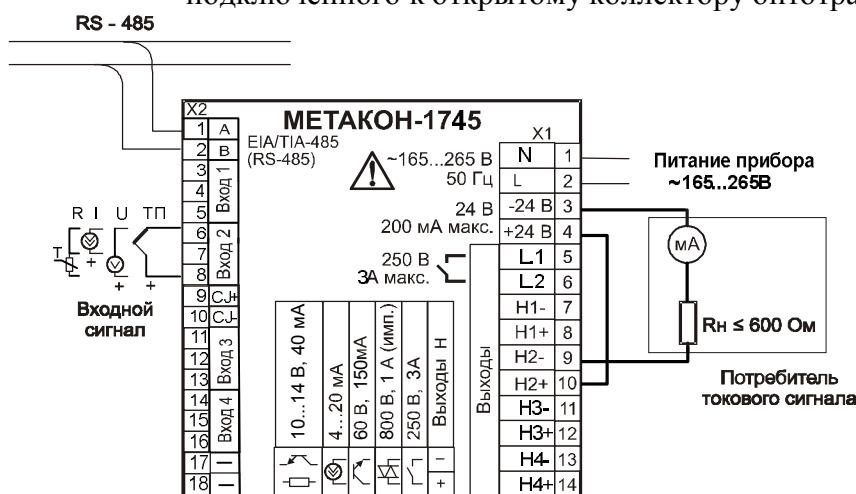 подключенного к открытому коллектору оптотра
RS - 485
X2
МЕТАКОН-1745
X1
1 A
2 B
3
4
5
6
7
8
9 CJ+
10 CJ-
11
12
13
14
15
16
17 –
18 –
EIA/TIA-485
(RS-485)
Вход 1
Вход 2
Вход 3
Вход 4
~165...265 В
50 Гц
24 В
200 мА макс.
250 В
3А макс.
N 1
L 2
-24 В 3
+24 В 4
L1 5
L2 6
H1- 7
H1+ 8
H2- 9
H2+ 10
H3- 11
H3+ 12
H4- 13
H4+ 14
Выходы
Питание прибора
~165...265В
мА
Rн ≤ 600 Ом
Потребитель
токового сигнала
R I U ТП
T
+ + +
Входной
сигнал
10...14 В, 40 мА
4...20 мА
60 В, 150мА
800 В, 1 А (имп.)
250 В, 3А
Выходы Н
–
+